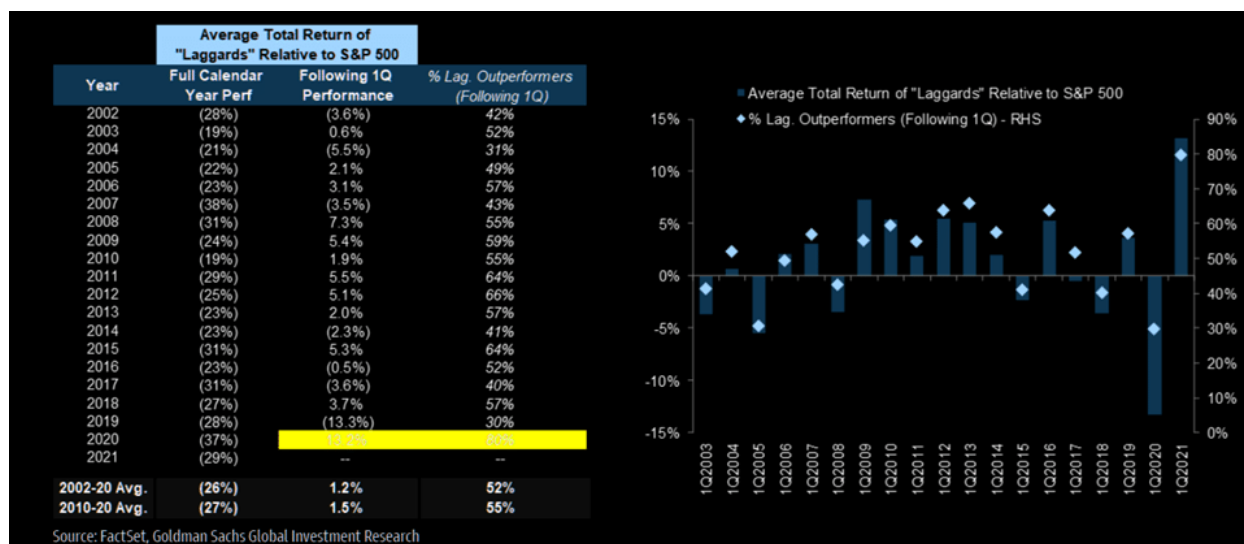 Average Total Return of
"Laggards" Relative to S&P 500
Year Full Calendar Year Perf Following 1Q Performance % Lag. Outperformers (Following 1Q)
2002 (28%) (3.6%) 42%
2003 (19%) 0.6% 52%
2004 (21%) (5.5%) 31%
2005 (22%) 2.1% 49%
2006 (23%) 3.1% 57%
2007 (38%) (3.5%) 43%
2008 (31%) 7.3% 55%
2009 (24%) 5.4% 59%
2010 (19%) 1.9% 55%
2011 (29%) 5.5% 64%
2012 (25%) 5.1% 66%
2013 (23%) 2.0% 57%
2014 (23%) (2.3%) 41%
2015 (31%) 5.3% 64%
2016 (23%) (0.5%) 52%
2017 (31%) (3.6%) 40%
2018 (27%) 3.7% 57%
2019 (28%) (13.3%) 30%
2020 (37%) 13.2%
2021 (29%) -- --
2002-20 Avg. (26%) 1.2% 52%
2010-20 Avg. (27%) 1.5% 55%
Source: FactSet, Goldman Sachs Global Investment Research
Average Total Return of "Laggards" Relative to S&P 500
% Lag. Outperformers (Following 1Q) - RHS
15%
10%
5%
0%
-5%
-10%
-15%
90%
80%
70%
60%
50%
40%
30%
20%
10%
0%
1Q2003
1Q2004
1Q2005
1Q2006
1Q2007
1Q2008
1Q2009
1Q2010
1Q2011
1Q2012
1Q2013
1Q2014
1Q2015
1Q2016
1Q2017
1Q2018
1Q2019
1Q2020
1Q2021